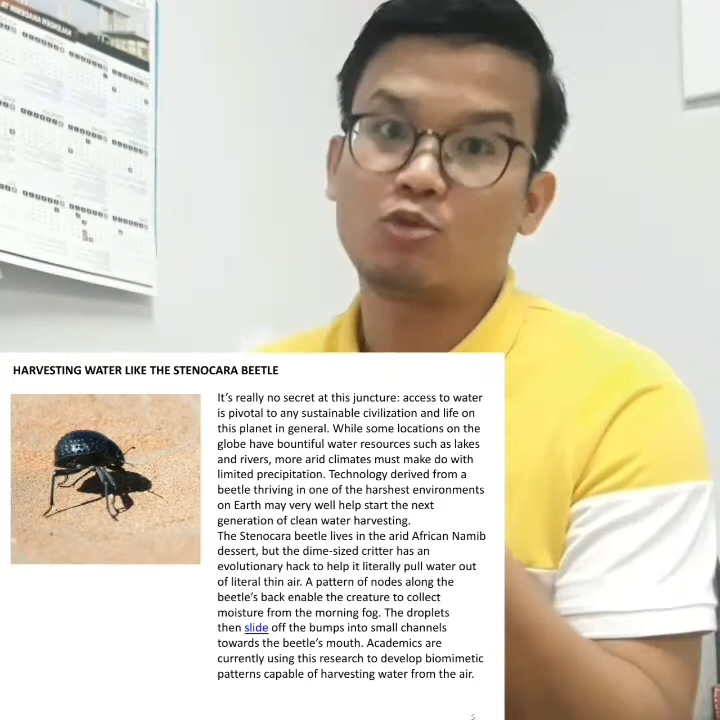 HARVESTING WATER LIKE THE STENOCARA BEETLE
It's really no secret at this juncture: access to water
is pivotal to any sustainable civilization and life on
this planet in general. While some locations on the
globe have bountiful water resources such as lakes
and rivers, more arid climates must make do with
limited precipitation. Technology derived from a
beetle thriving in one of the harshest environments
on Earth may very well help start the next
generation of clean water harvesting.
The Stenocara beetle lives in the arid African Namib
dessert, but the dime-sized critter has an
evolutionary hack to help it literally pull water out
of literal thin air. A pattern of nodes along the
beetle's back enable the creature to collect
moisture from the morning fog. The droplets
then slide off the bumps into small channels
towards the beetle's mouth. Academics are
currently using this research to develop biomimetic
patterns capable of harvesting water from the air.
5